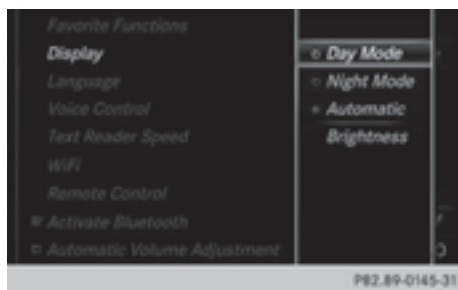 Favorite Functions
Display
Language
Voice Control
Text Reader Speed
WiFi
Remote Control
Activate Bluetooth
Automatic Volume Adjustment
Day Mode
Night Mode
Automatic
Brightness
P82.89-0145-31